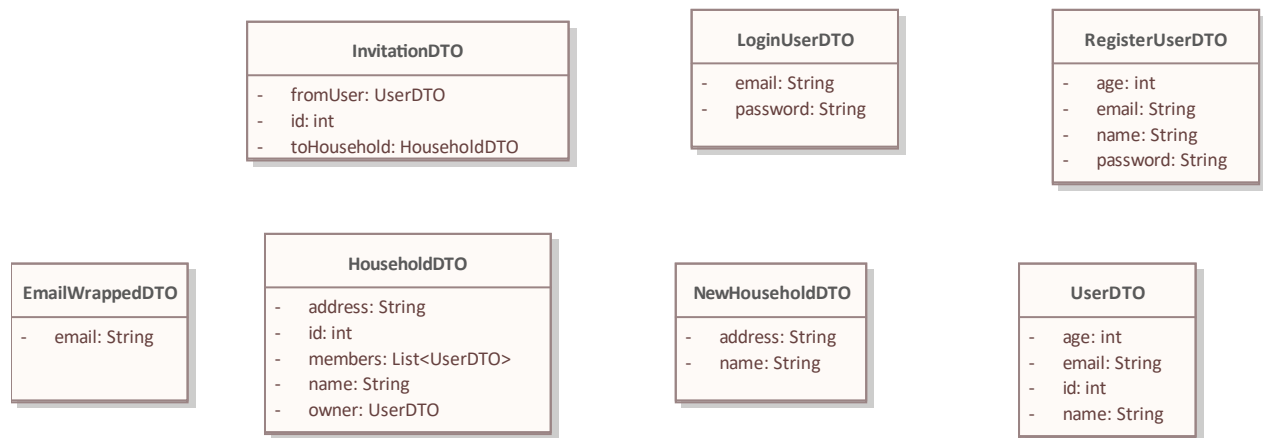 InvitationDTO
- fromUser: UserDTO
- id: int
- toHousehold: HouseholdDTO
LoginUserDTO
- email: String
- password: String
RegisterUserDTO
- age: int
- email: String
- name: String
- password: String
EmailWrappedDTO
- email: String
HouseholdDTO
- address: String
- id: int
- members: List<UserDTO>
- name: String
- owner: UserDTO
NewHouseholdDTO
- address: String
- name: String
UserDTO
- age: int
- email: String
- id: int
- name: String